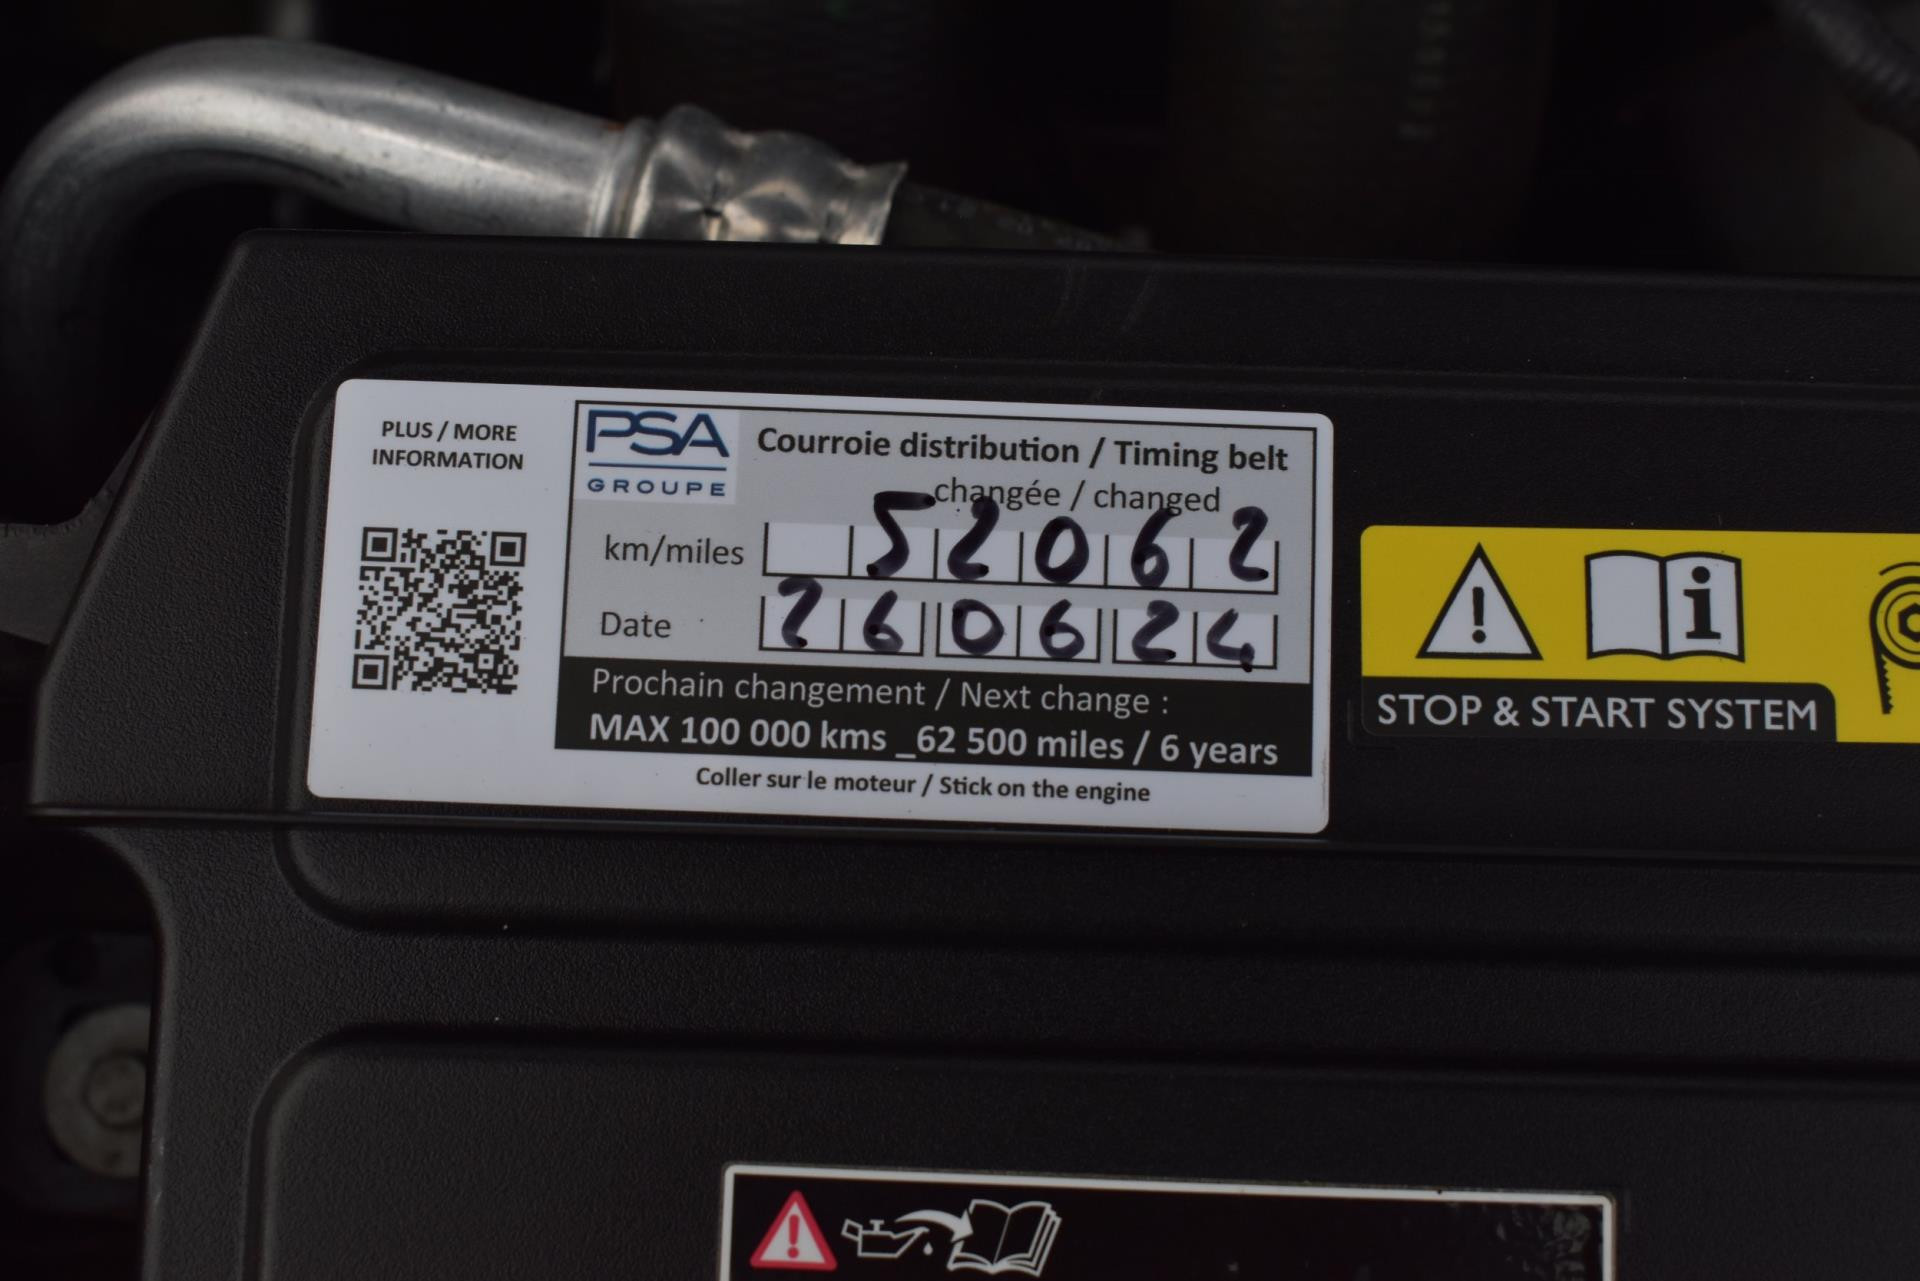 PLUS / MORE
INFORMATION
PSA
GROUPE
Courroie distribution / Timing belt
changée / changed
km/miles 52062
Date 260624
Prochain changement / Next change :
MAX 100 000 kms _62 500 miles / 6 years
Coller sur le moteur / Stick on the engine
STOP & START SYSTEM